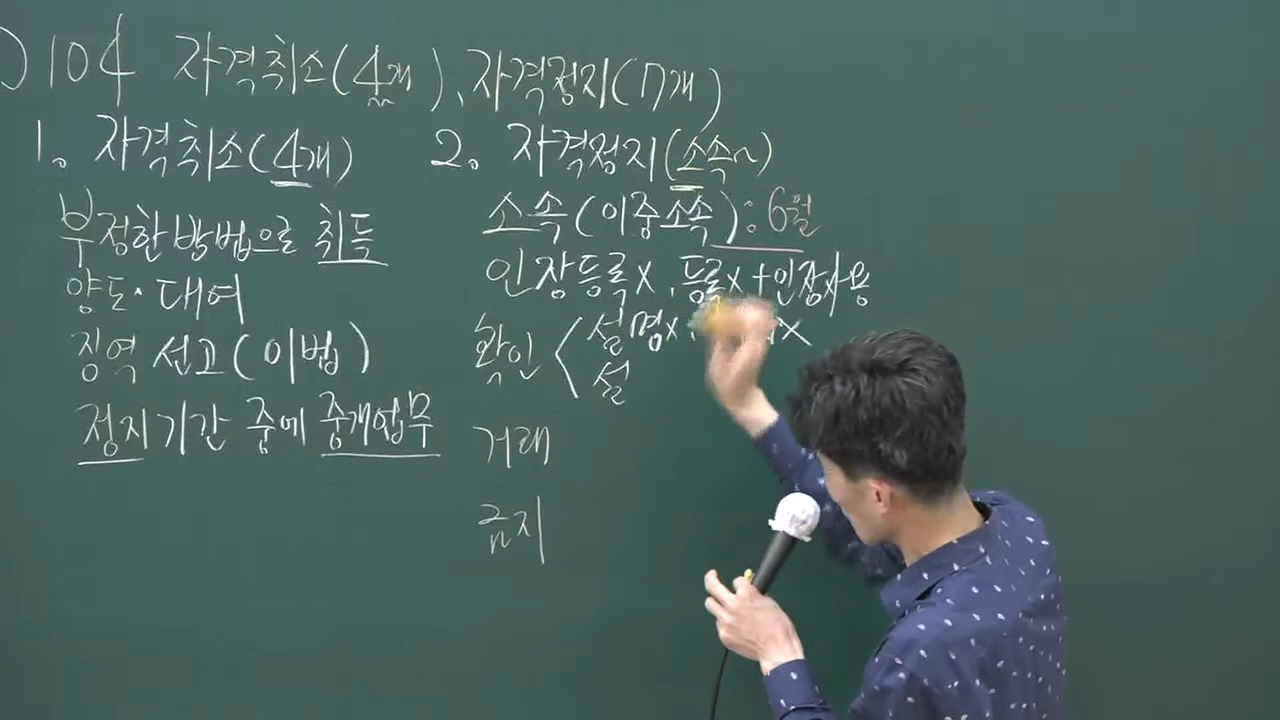 ) 104 자격취소(4개), 자격정지(7개)
1. 자격취소(4개)
부정한방법으로 취득
양도·대여
징역 선고(이법)
정지기간 중에 중개업무
2. 자격정지(소속~)
소속(이중소속): 6월
인장등록x, 등록x+인장사용
확인 < 설명x
설
거래
금지